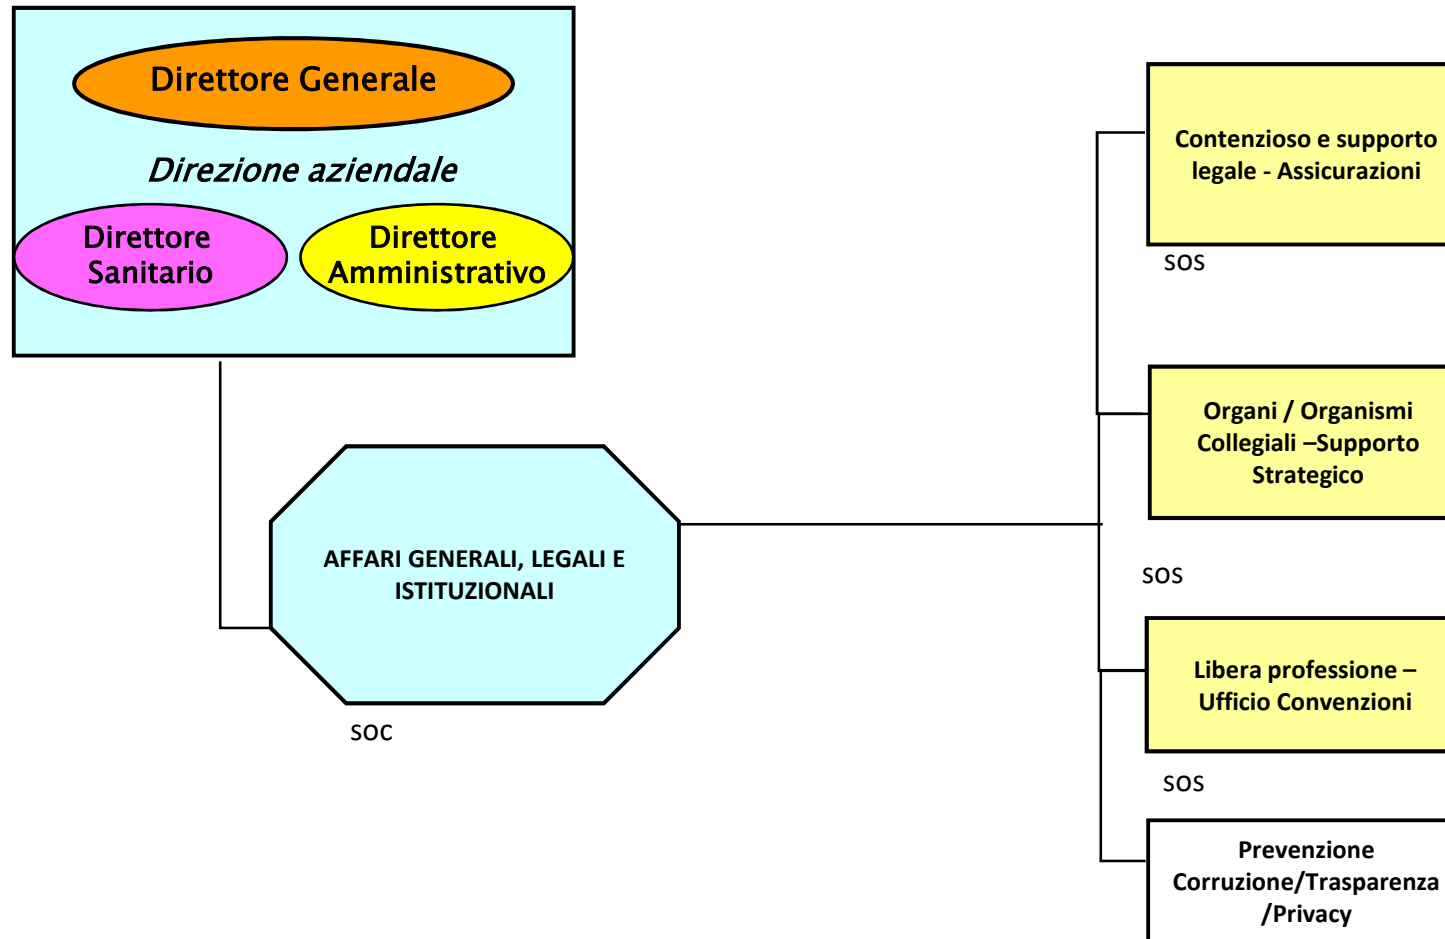 Direttore Generale
Direzione aziendale
Direttore
Sanitario
Direttore
Amministrativo
AFFARI GENERALI, LEGALI E
ISTITUZIONALI
SOC
Contenzioso e supporto
legale - Assicurazioni
SOS
Organi / Organismi
Collegiali –Supporto
Strategico
SOS
Libera professione –
Ufficio Convenzioni
SOS
Prevenzione
Corruzione/Trasparenza
/Privacy